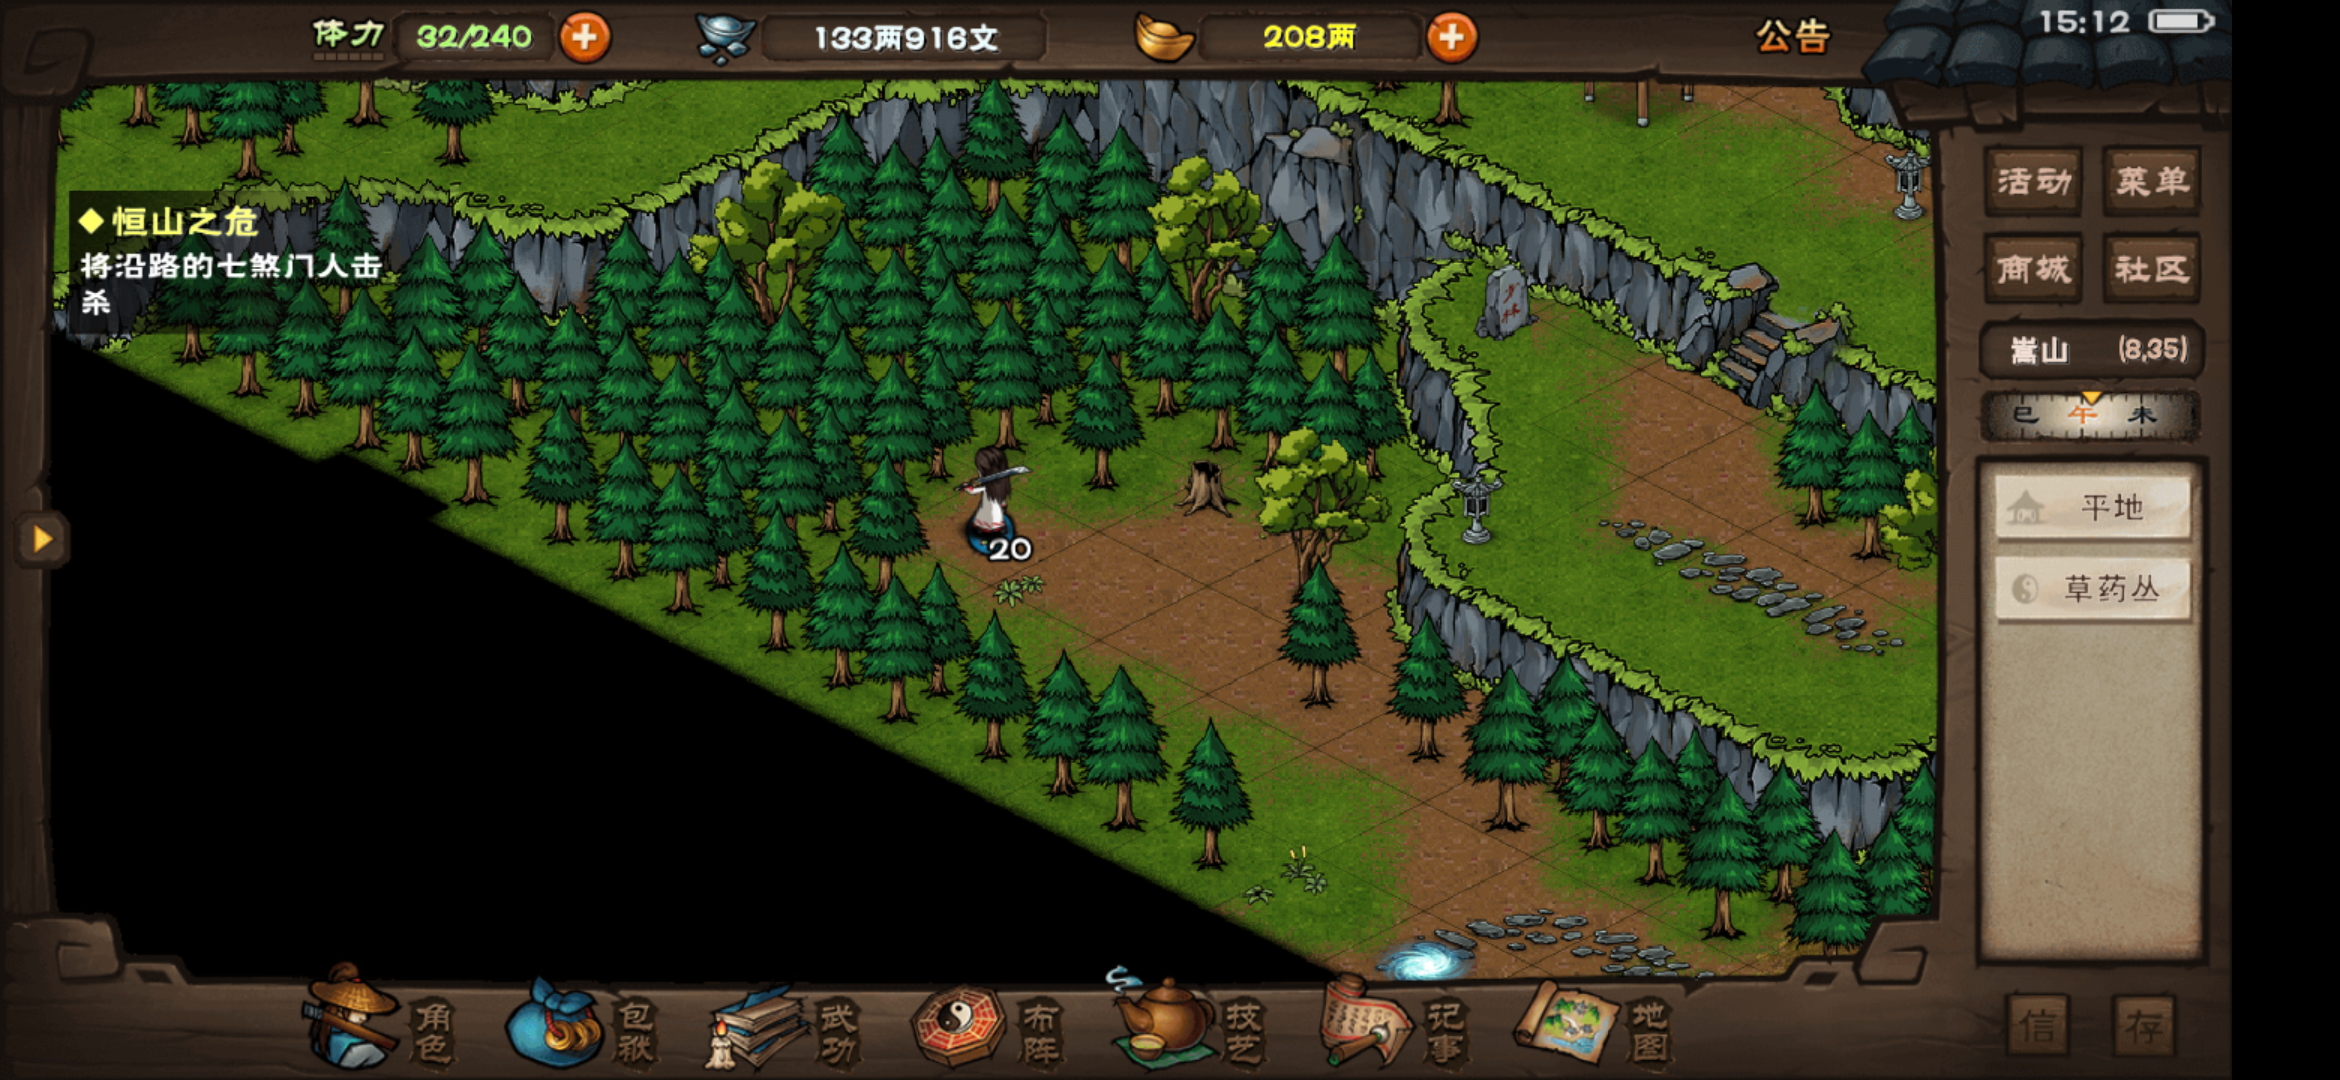 体力 32/240
133两916文
208两
公告
15:12
◆恒山之危
将沿路的七煞门人击
杀
少林
20
活动
菜单
商城
社区
嵩山 (8,35)
巳 午 未
平地
草药丛
角色
包袱
武功
布阵
技艺
记事
地图
信
存